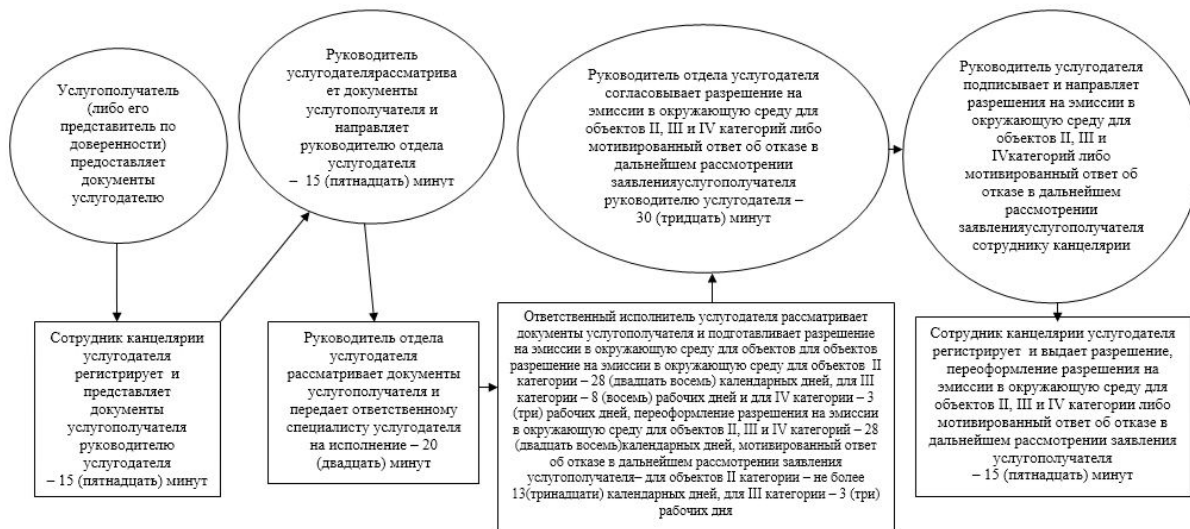 Услугополучатель
(либо его
представитель по
доверенности)
предоставляет
документы
услугодателю
Сотрудник канцелярии
услугодателя
регистрирует и
представляет
документы
услугополучателя
руководителю
услугодателя
– 15 (пятнадцать) минут
Руководитель
услугодателярассматрива
ет документы
услугополучателя и
направляет
руководителю отдела
услугодателя
– 15 (пятнадцать) минут
Руководитель отдела
услугодателя
рассматривает документы
услугополучателя и
передает ответственному
специалисту услугодателя
на исполнение – 20
(двадцать) минут
Ответственный исполнитель услугодателя рассматривает
документы услугополучателя и подготавливает разрешение
на эмиссии в окружающую среду для объектов для объектов
разрешение на эмиссии в окружающую среду для объектов II
категории – 28 (двадцать восемь) календарных дней, для III
категории – 8 (восемь) рабочих дней и для IV категории – 3
(три) рабочих дней, переоформление разрешения на эмиссии
в окружающую среду для объектов II, III и IV категорий – 28
(двадцать восемь)календарных дней, мотивированный ответ
об отказе в дальнейшем рассмотрении заявления
услугополучателя– для объектов II категории – не более
13(тринадцати) календарных дней, для III категории – 3 (три)
рабочих дня
Руководитель отдела услугодателя
согласовывает разрешение на
эмиссии в окружающую среду для
объектов II, III и IV категорий либо
мотивированный ответ об отказе в
дальнейшем рассмотрении
заявленияуслугополучателя
руководителю услугодателя –
30 (тридцать) минут
Руководитель услугодателя
подписывает и направляет
разрешения на эмиссии в
окружающую среду для
объектов II, III и
IVкатегорий либо
мотивированный ответ об
отказе в дальнейшем
рассмотрении
заявленияуслугополучателя
сотруднику канцелярии
Сотрудник канцелярии услугодателя
регистрирует и выдает разрешение,
переоформление разрешения на
эмиссии в окружающую среду для
объектов II, III и IV категории либо
мотивированный ответ об отказе в
дальнейшем рассмотрении заявления
услугополучателя
– 15 (пятнадцать) минут